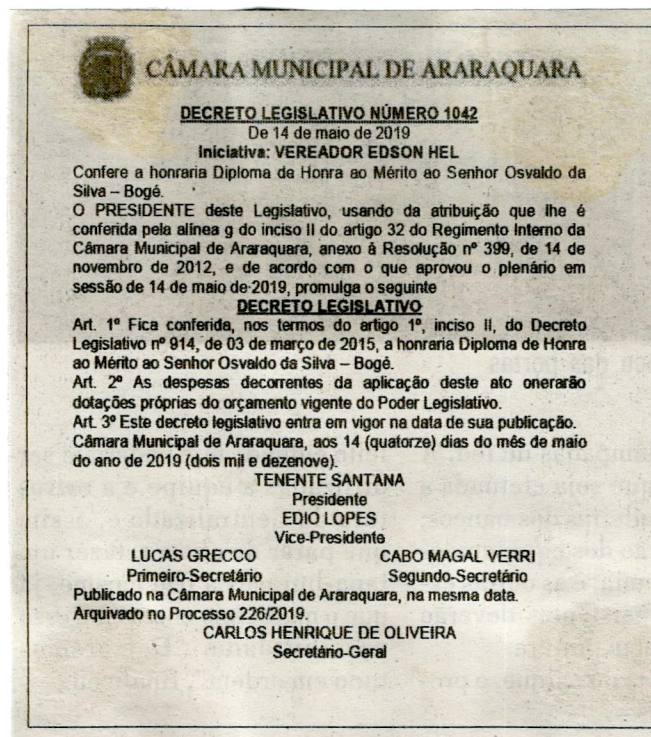 CÂMARA MUNICIPAL DE ARARAQUARA
DECRETO LEGISLATIVO NÚMERO 1042
De 14 de maio de 2019
Iniciativa: VEREADOR EDSON HEL
Confere a honraria Diploma de Honra ao Mérito ao Senhor Osvaldo da
Silva – Bogé.
O PRESIDENTE deste Legislativo, usando da atribuição que lhe é
conferida pela alínea g do inciso II do artigo 32 do Regimento Interno da
Câmara Municipal de Araraquara, anexo à Resolução nº 399, de 14 de
novembro de 2012, e de acordo com o que aprovou o plenário em
sessão de 14 de maio de 2019, promulga o seguinte
DECRETO LEGISLATIVO
Art. 1º Fica conferida, nos termos do artigo 1º, inciso II, do Decreto
Legislativo nº 914, de 03 de março de 2015, a honraria Diploma de Honra
ao Mérito ao Senhor Osvaldo da Silva – Bogé.
Art. 2º As despesas decorrentes da aplicação deste ato onerarão
dotações próprias do orçamento vigente do Poder Legislativo.
Art. 3º Este decreto legislativo entra em vigor na data de sua publicação.
Câmara Municipal de Araraquara, aos 14 (quatorze) dias do mês de maio
do ano de 2019 (dois mil e dezenove).
TENENTE SANTANA
Presidente
EDIO LOPES
Vice-Presidente
LUCAS GRECCO CABO MAGAL VERRI
Primeiro-Secretário Segundo-Secretário
Publicado na Câmara Municipal de Araraquara, na mesma data.
Arquivado no Processo 226/2019.
CARLOS HENRIQUE DE OLIVEIRA
Secretário-Geral